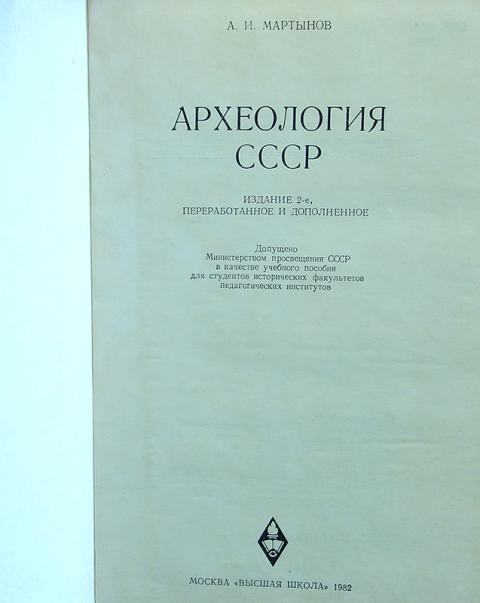 А. И. МАРТЫНОВ
АРХЕОЛОГИЯ
СССР
ИЗДАНИЕ 2-е,
ПЕРЕРАБОТАННОЕ И ДОПОЛНЕННОЕ
Допущено
Министерством просвещения СССР
в качестве учебного пособия
для студентов исторических факультетов
педагогических институтов
МОСКВА «ВЫСШАЯ ШКОЛА» 1982